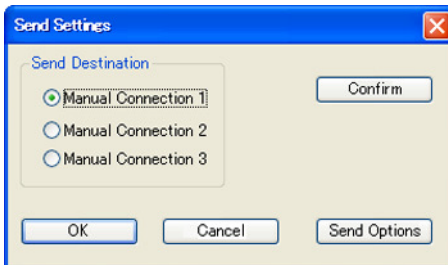 Send Settings
Send Destination
Manual Connection 1
Confirm
Manual Connection 2
Manual Connection 3
OK
Cancel
Send Options